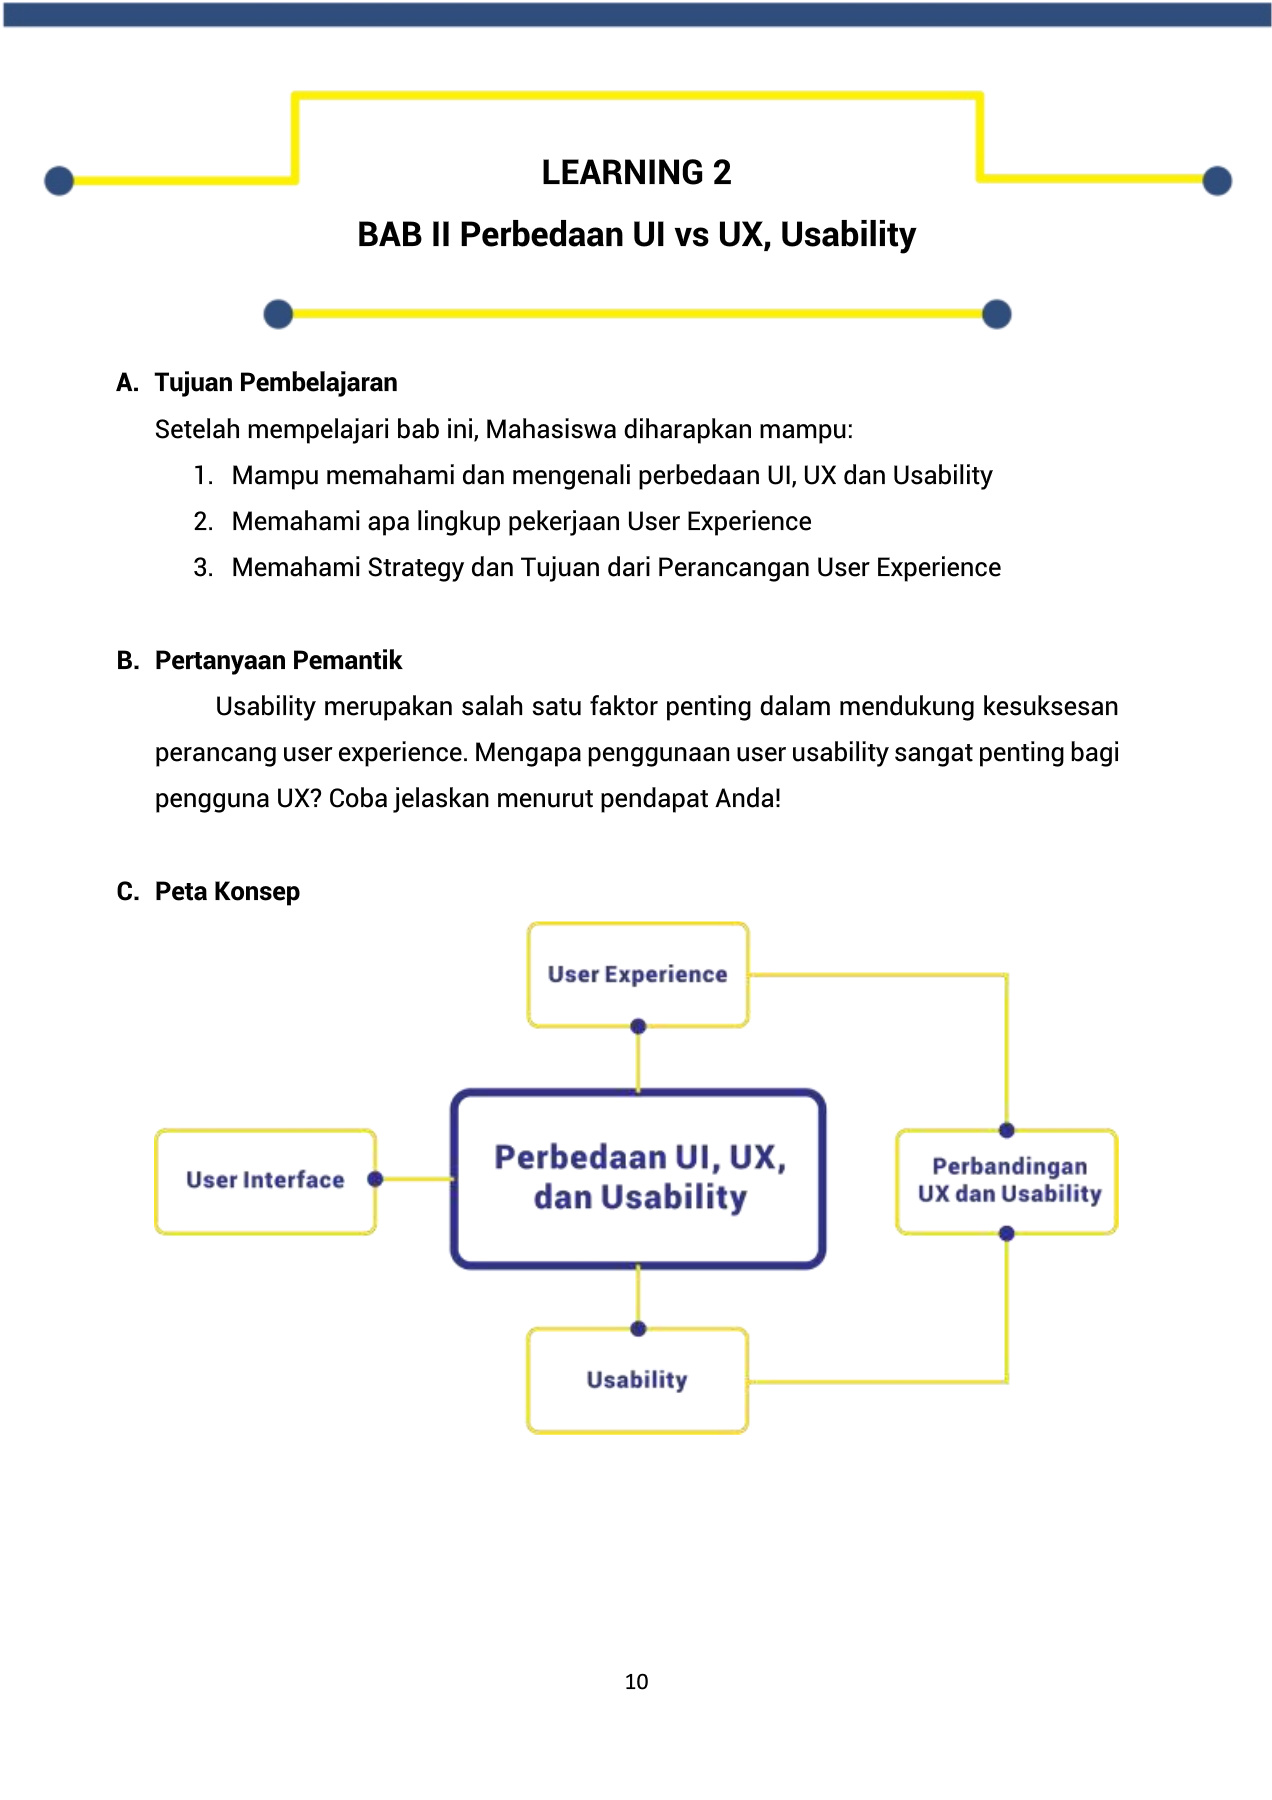 LEARNING 2
BAB II Perbedaan UI vs UX, Usability
A. Tujuan Pembelajaran
Setelah mempelajari bab ini, Mahasiswa diharapkan mampu:
1. Mampu memahami dan mengenali perbedaan UI, UX dan Usability
2. Memahami apa lingkup pekerjaan User Experience
3. Memahami Strategy dan Tujuan dari Perancangan User Experience
B. Pertanyaan Pemantik
Usability merupakan salah satu faktor penting dalam mendukung kesuksesan
perancang user experience. Mengapa penggunaan user usability sangat penting bagi
pengguna UX? Coba jelaskan menurut pendapat Anda!
C. Peta Konsep
User Experience
Perbedaan UI, UX,
dan Usability
User Interface
Perbandingan
UX dan Usability
Usability
10